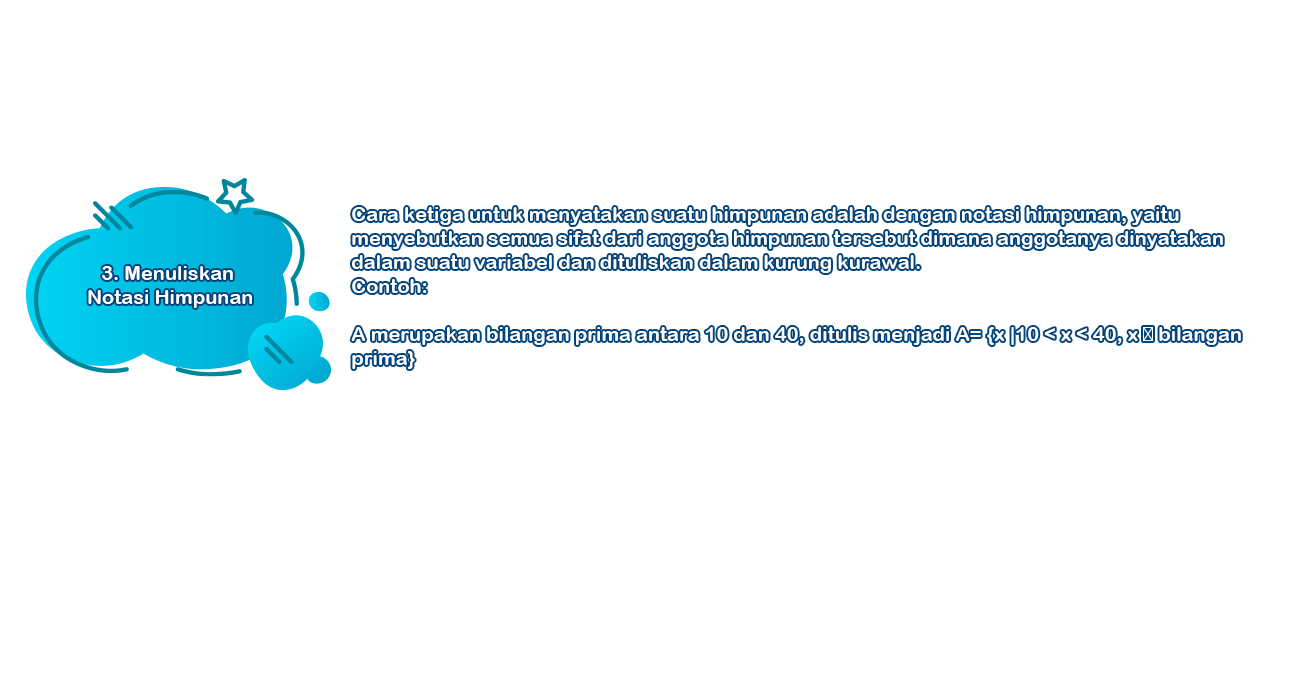 3. Menuliskan
Notasi Himpunan
Cara ketiga untuk menyatakan suatu himpunan adalah dengan notasi himpunan, yaitu
menyebutkan semua sifat dari anggota himpunan tersebut dimana anggotanya dinyatakan
dalam suatu variabel dan dituliskan dalam kurung kurawal.
Contoh:
A merupakan bilangan prima antara 10 dan 40, ditulis menjadi A= {x |10 < x < 40, x bilangan
prima}